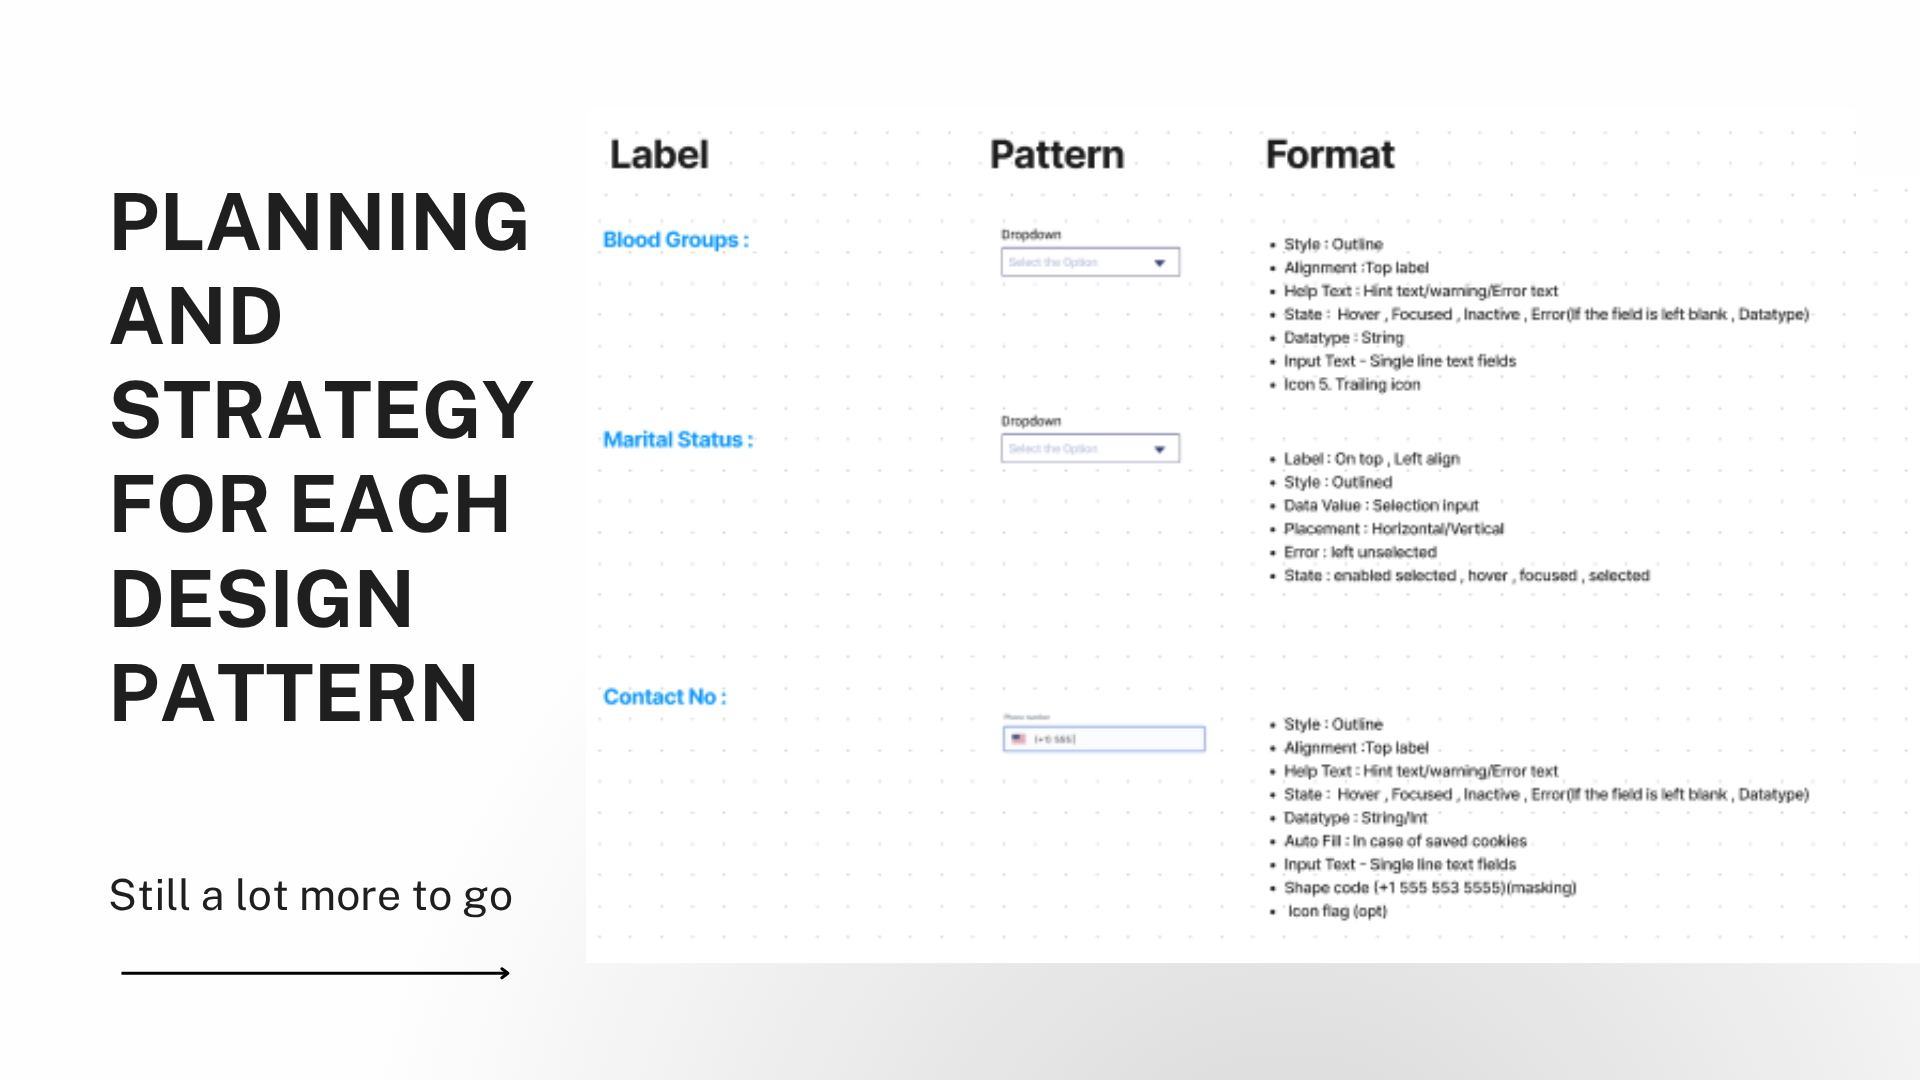 PLANNING
AND
STRATEGY
FOR EACH
DESIGN
PATTERN
Still a lot more to go
Label
Pattern
Format
Blood Groups :
Dropdown
Select the Option
• Style : Outline
• Alignment :Top label
• Help Text : Hint text/warning/Error text
• State :  Hover , Focused , Inactive , Error(If the field is left blank , Datatype)
• Datatype : String
• Input Text - Single line text fields
• Icon 5. Trailing icon
Marital Status :
Dropdown
Select the Option
• Label : On top , Left align
• Style : Outlined
• Data Value : Selection input
• Placement : Horizontal/Vertical
• Error : left unselected
• State : enabled selected , hover , focused , selected
Contact No :
Phone number
• Style : Outline
• Alignment :Top label
• Help Text : Hint text/warning/Error text
• State :  Hover , Focused , Inactive , Error(If the field is left blank , Datatype)
• Datatype : String/Int
• Auto Fill : In case of saved cookies
• Input Text - Single line text fields
• Shape code (+1 555 553 5555)(masking)
• Icon flag (opt)